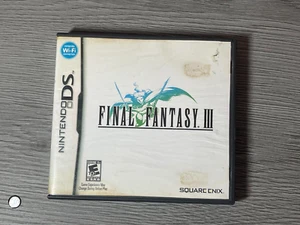 Wi-Fi
NINTENDO DS
FINAL FANTASY III
E
SQUARE ENIX